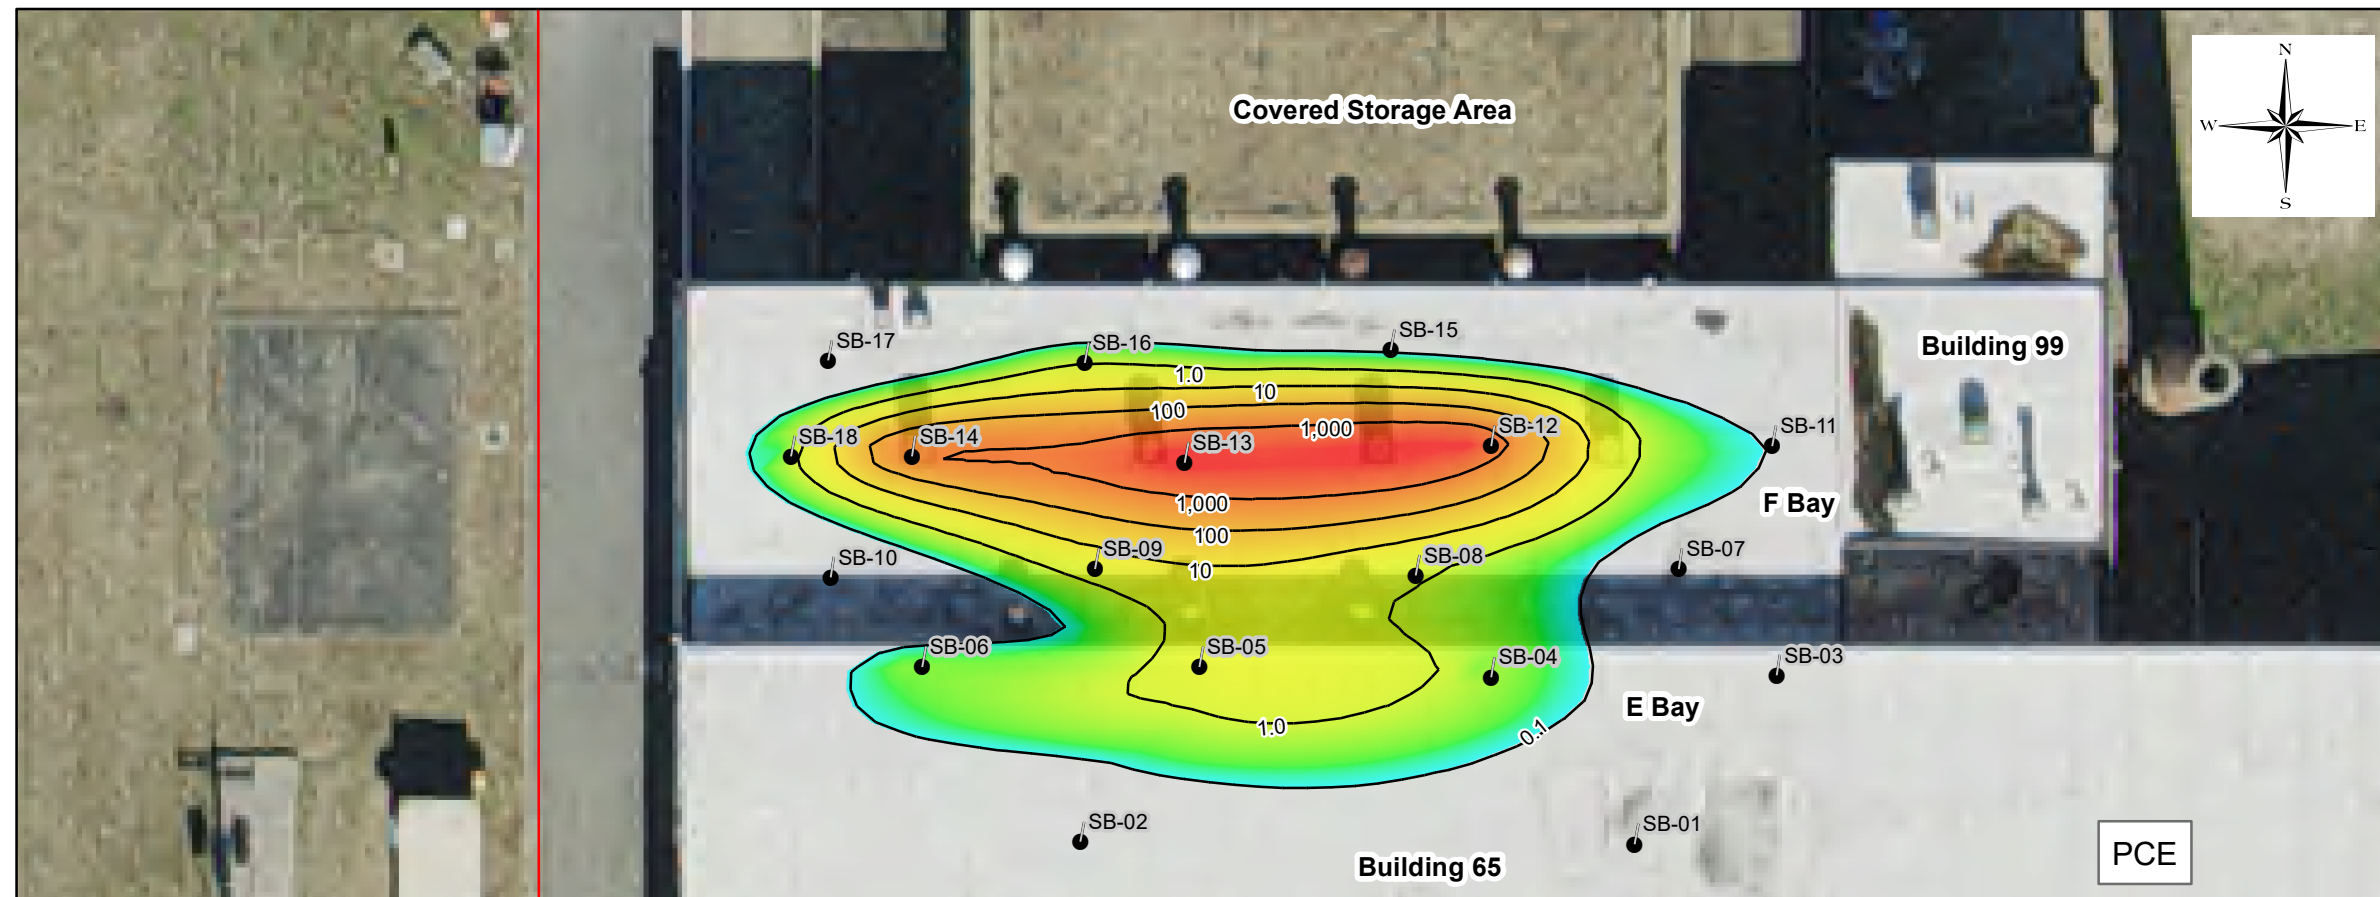 N
Covered Storage Area
W E
S
SB-15
SB-17
SB-16
Building 99
1.0
10
100
1,000
SB-12
SB-11
SB-18
SB-14
SB-13
1,000
F Bay
100
SB-09
SB-07
SB-10
SB-08
10
SB-06
SB-05
SB-04
SB-03
E Bay
1.0
0.1
SB-02
SB-01
PCE
Building 65